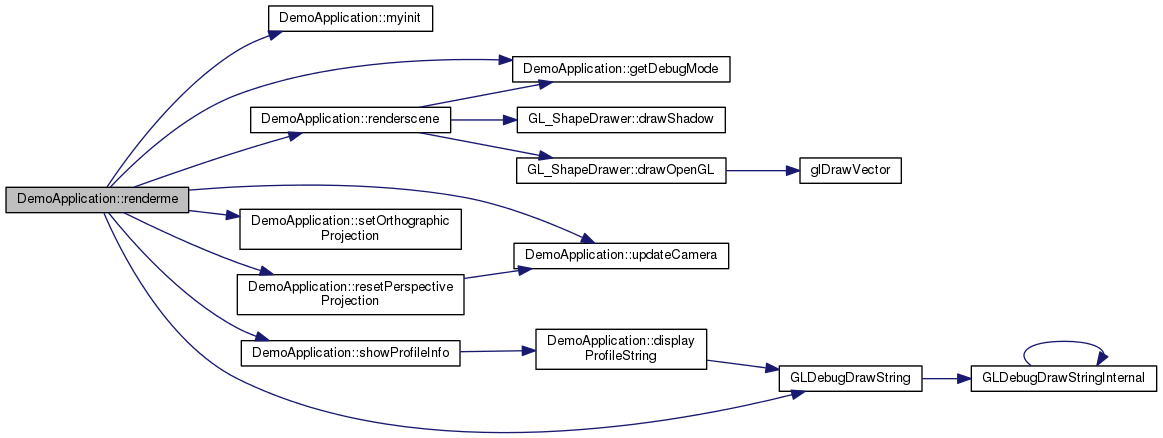 DemoApplication::myinit
DemoApplication::getDebugMode
DemoApplication::renderscene
GL_ShapeDrawer::drawShadow
GL_ShapeDrawer::drawOpenGL
glDrawVector
DemoApplication::renderme
DemoApplication::setOrthographic
Projection
DemoApplication::updateCamera
DemoApplication::resetPerspective
Projection
DemoApplication::showProfileInfo
DemoApplication::display
ProfileString
GLDebugDrawString
GLDebugDrawStringInternal